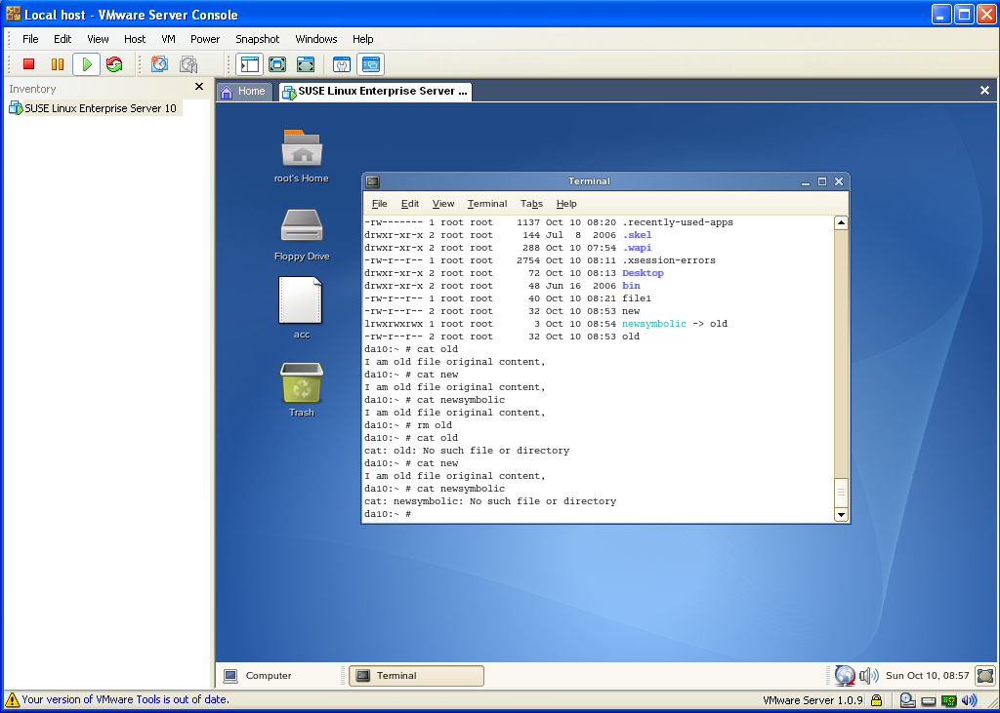 Local host - VMware Server Console
File Edit View Host VM Power Snapshot Windows Help
Inventory
SUSE Linux Enterprise Server 10
Home
SUSE Linux Enterprise Server ...
root's Home
Floppy Drive
acc
Trash
Terminal
File Edit View Terminal Tabs Help
-rw------- 1 root root    1137 Oct 10 08:20 .recently-used-apps
drwxr-xr-x 2 root root     144 Jul  8  2006 .skel
drwxr-xr-x 2 root root     288 Oct 10 07:54 .wapi
-rw-r--r-- 1 root root    2754 Oct 10 08:11 .xsession-errors
drwxr-xr-x 2 root root      72 Oct 10 08:13 Desktop
drwxr-xr-x 2 root root      48 Jun 16  2006 bin
-rw-r--r-- 1 root root      40 Oct 10 08:21 file1
-rw-r--r-- 2 root root      32 Oct 10 08:53 new
lrwxrwxrwx 1 root root       3 Oct 10 08:54 newsymbolic -> old
-rw-r--r-- 2 root root      32 Oct 10 08:53 old
da10:~ # cat old
I am old file original content,
da10:~ # cat new
I am old file original content,
da10:~ # cat newsymbolic
I am old file original content,
da10:~ # rm old
da10:~ # cat old
cat: old: No such file or directory
da10:~ # cat new
I am old file original content,
da10:~ # cat newsymbolic
cat: newsymbolic: No such file or directory
da10:~ #
Computer
Terminal
Sun Oct 10, 08:57
Your version of VMware Tools is out of date.
VMware Server 1.0.9